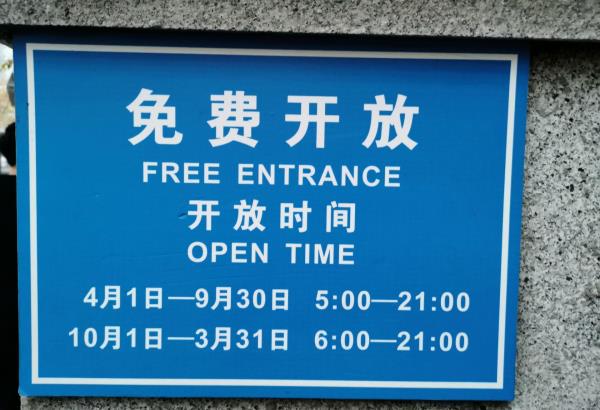 免费开放
FREE ENTRANCE
开放时间
OPEN TIME
4月1日—9月30日 5:00—21:00
10月1日—3月31日 6:00—21:00